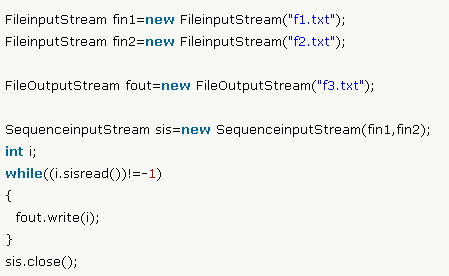 FileinputStream fin1=new FileinputStream("f1.txt");
FileinputStream fin2=new FileinputStream("f2.txt");
FileOutputStream fout=new FileOutputStream("f3.txt");
SequenceinputStream sis=new SequenceinputStream(fin1,fin2);
int i;
while((i.sisread())!=-1)
{
fout.write(i);
}
sis.close();